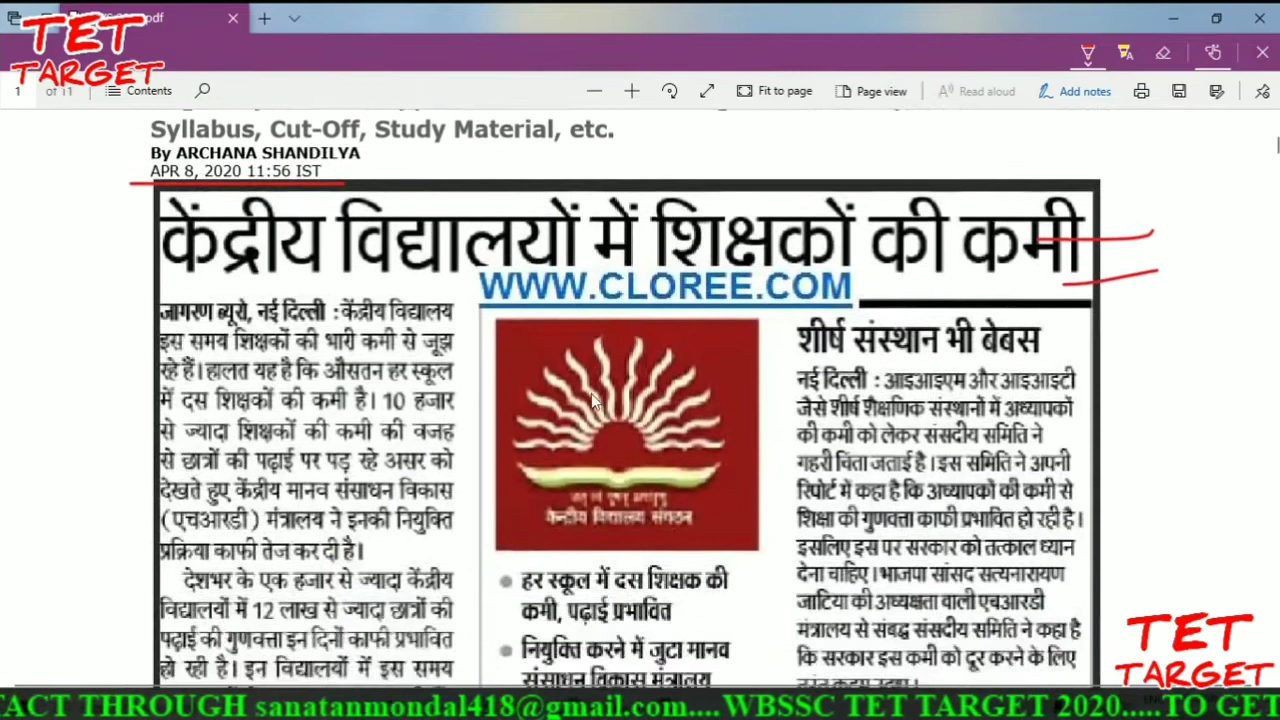 TET
TARGET
pdf
1 of 11
Contents
Fit to page
Page view
Read aloud
Add notes
Syllabus, Cut-Off, Study Material, etc.
By ARCHANA SHANDILYA
APR 8, 2020 11:56 IST
केंद्रीय विद्यालयों में शिक्षकों की कमी
WWW.CLOREE.COM
जागरण ब्यूरो, नई दिल्ली : केंद्रीय विद्यालय
इस समय शिक्षकों की भारी कमी से जूझ
रहे हैं। हालत यह है कि औसतन हर स्कूल
में दस शिक्षकों की कमी है। 10 हजार
से ज्यादा शिक्षकों की कमी की वजह
से छात्रों की पढ़ाई पर पड़ रहे असर को
देखते हुए केंद्रीय मानव संसाधन विकास
(एचआरडी) मंत्रालय ने इनकी नियुक्ति
प्रक्रिया काफी तेज कर दी है।
देशभर के एक हजार से ज्यादा केंद्रीय
विद्यालयों में 12 लाख से ज्यादा छात्रों की
पढ़ाई की गुणवत्ता इन दिनों काफी प्रभावित
हो रही है। इन विद्यालयों में इस समय
केन्द्रीय विद्यालय संगठन
हर स्कूल में दस शिक्षक की
कमी, पढ़ाई प्रभावित
नियुक्ति करने में जुटा मानव
संसाधन विकास मंत्रालय
शीर्ष संस्थान भी बेबस
नई दिल्ली : आइआइएम और आइआइटी
जैसे शीर्ष शैक्षणिक संस्थानों में अध्यापकों
की कमी को लेकर संसदीय समिति ने
गहरी चिंता जताई है। इस समिति ने अपनी
रिपोर्ट में कहा है कि अध्यापकों की कमी से
शिक्षा की गुणवत्ता काफी प्रभावित हो रही है।
इसलिए इस पर सरकार को तत्काल ध्यान
देना चाहिए। भाजपा सांसद सत्यनारायण
जाटिया की अध्यक्षता वाली एचआरडी
मंत्रालय से संबद्ध संसदीय समिति ने कहा है
कि सरकार इस कमी को दूर करने के लिए
TET
TARGET
TACT THROUGH sanatanmondal418@gmail.com.... WBSSC TET TARGET 2020.... TO GET